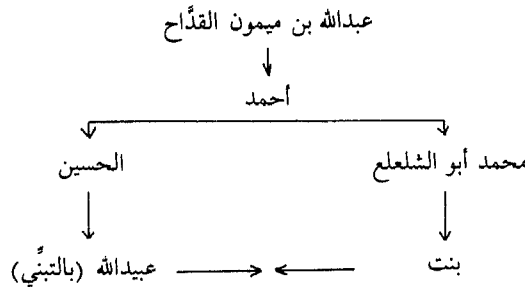 عبدالله بن ميمون القدَّاح
أحمد
محمد أبو الشلعلع
الحسين
بنت
عبيدالله (بالتبنِّي)